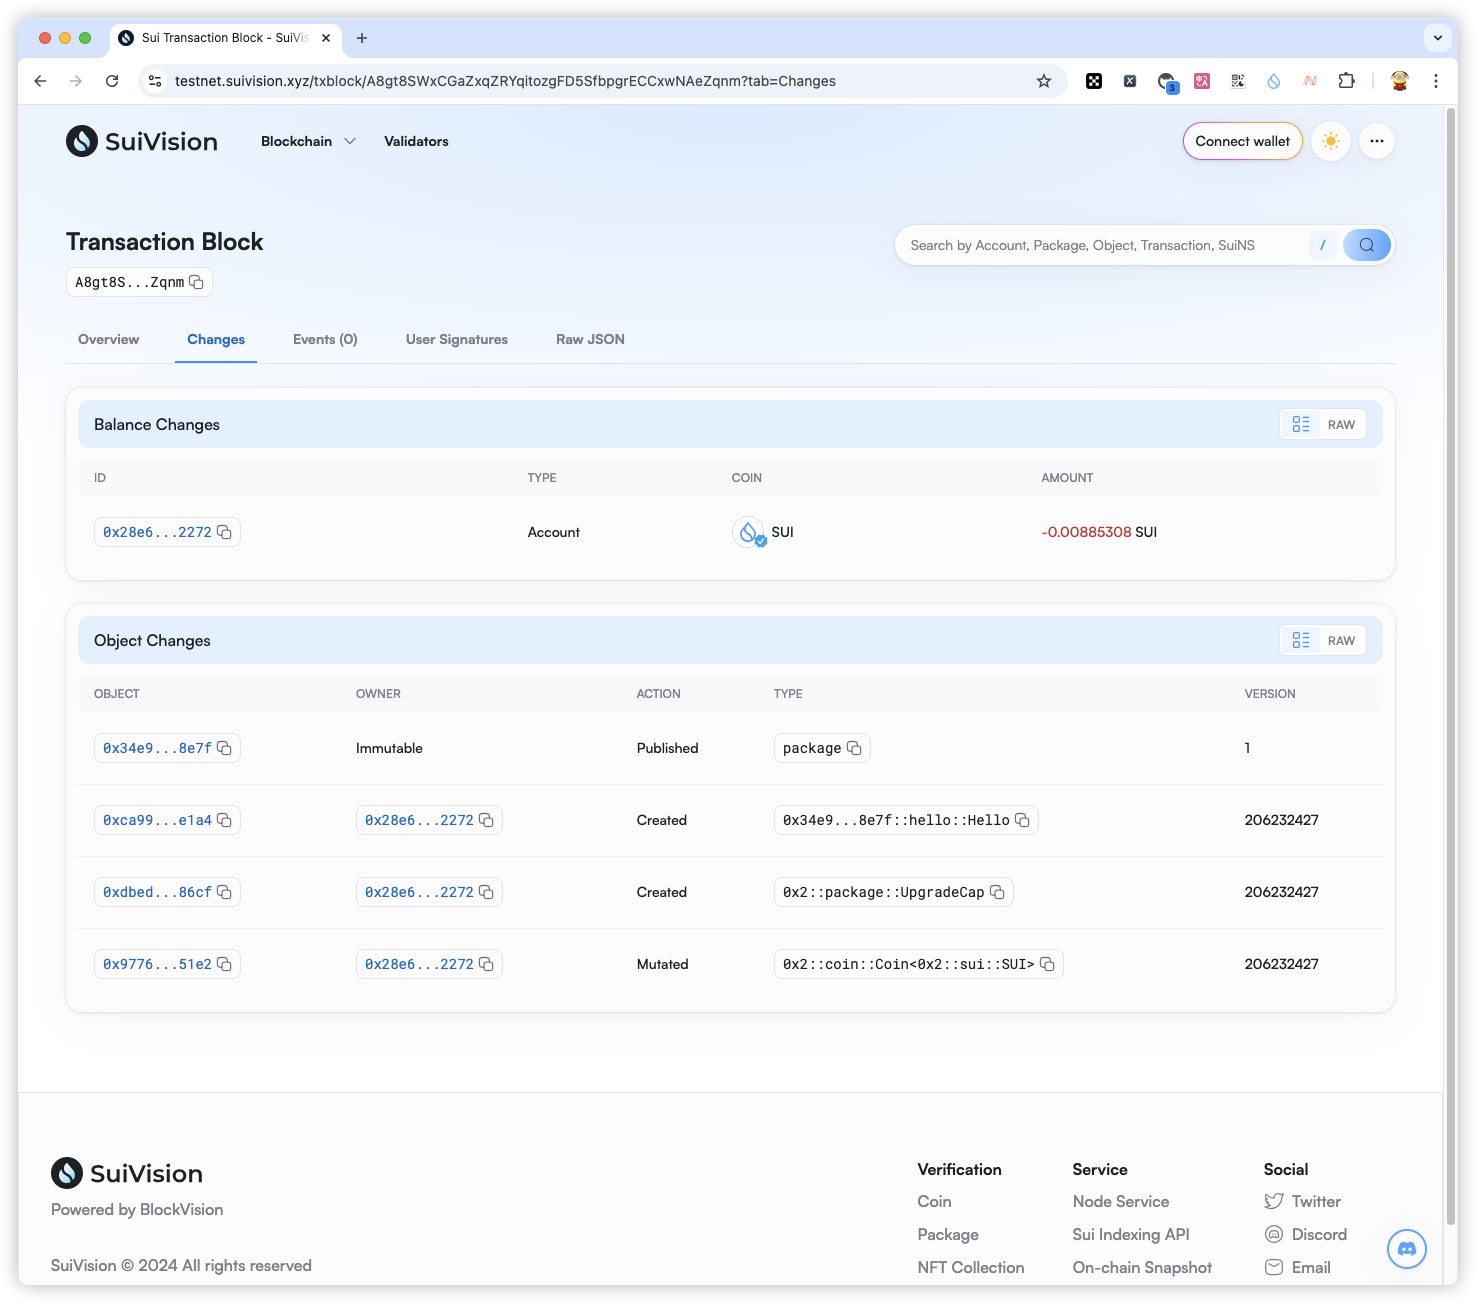 Sui Transaction Block - SuiVis
testnet.suivision.xyz/txblock/A8gt8SWxCGaZxqZRYqitozgFD5SfbpgrECCxwNAeZqnm?tab=Changes
3
SuiVision
Blockchain
Validators
Connect wallet
Transaction Block
Search by Account, Package, Object, Transaction, SuiNS
/
A8gt8S...Zqnm
Overview
Changes
Events (0)
User Signatures
Raw JSON
Balance Changes
RAW
ID
TYPE
COIN
AMOUNT
0x28e6...2272
Account
SUI
-0.00885308 SUI
Object Changes
RAW
OBJECT
OWNER
ACTION
TYPE
VERSION
0x34e9...8e7f
Immutable
Published
package
1
0xca99...e1a4
0x28e6...2272
Created
0x34e9...8e7f::hello::Hello
206232427
0xdbed...86cf
0x28e6...2272
Created
0x2::package::UpgradeCap
206232427
0x9776...51e2
0x28e6...2272
Mutated
0x2::coin::Coin<0x2::sui::SUI>
206232427
SuiVision
Powered by BlockVision
SuiVision © 2024 All rights reserved
Verification
Coin
Package
NFT Collection
Service
Node Service
Sui Indexing API
On-chain Snapshot
Social
Twitter
Discord
Email